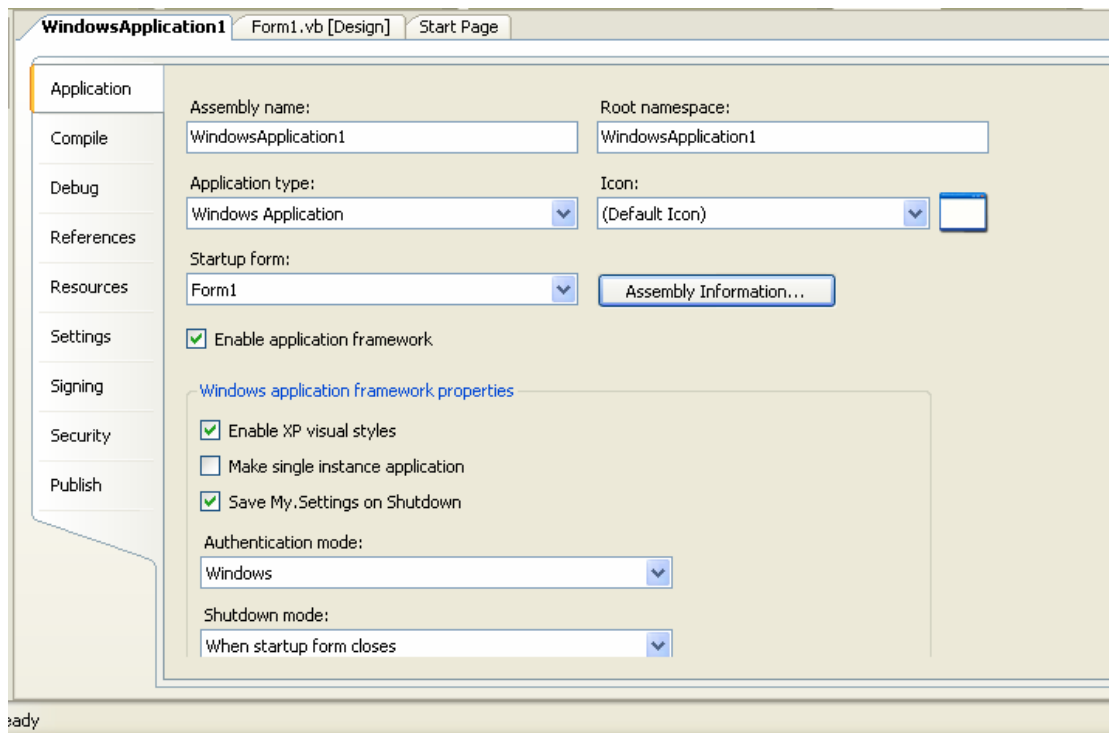 WindowsApplication1 Form1.vb [Design] Start Page
Application
Compile
Debug
References
Resources
Settings
Signing
Security
Publish
Assembly name: Root namespace:
WindowsApplication1 WindowsApplication1
Application type: Icon:
Windows Application (Default Icon)
Startup form:
Form1 Assembly Information...
Enable application framework
Windows application framework properties
Enable XP visual styles
Make single instance application
Save My.Settings on Shutdown
Authentication mode:
Windows
Shutdown mode:
When startup form closes
eady